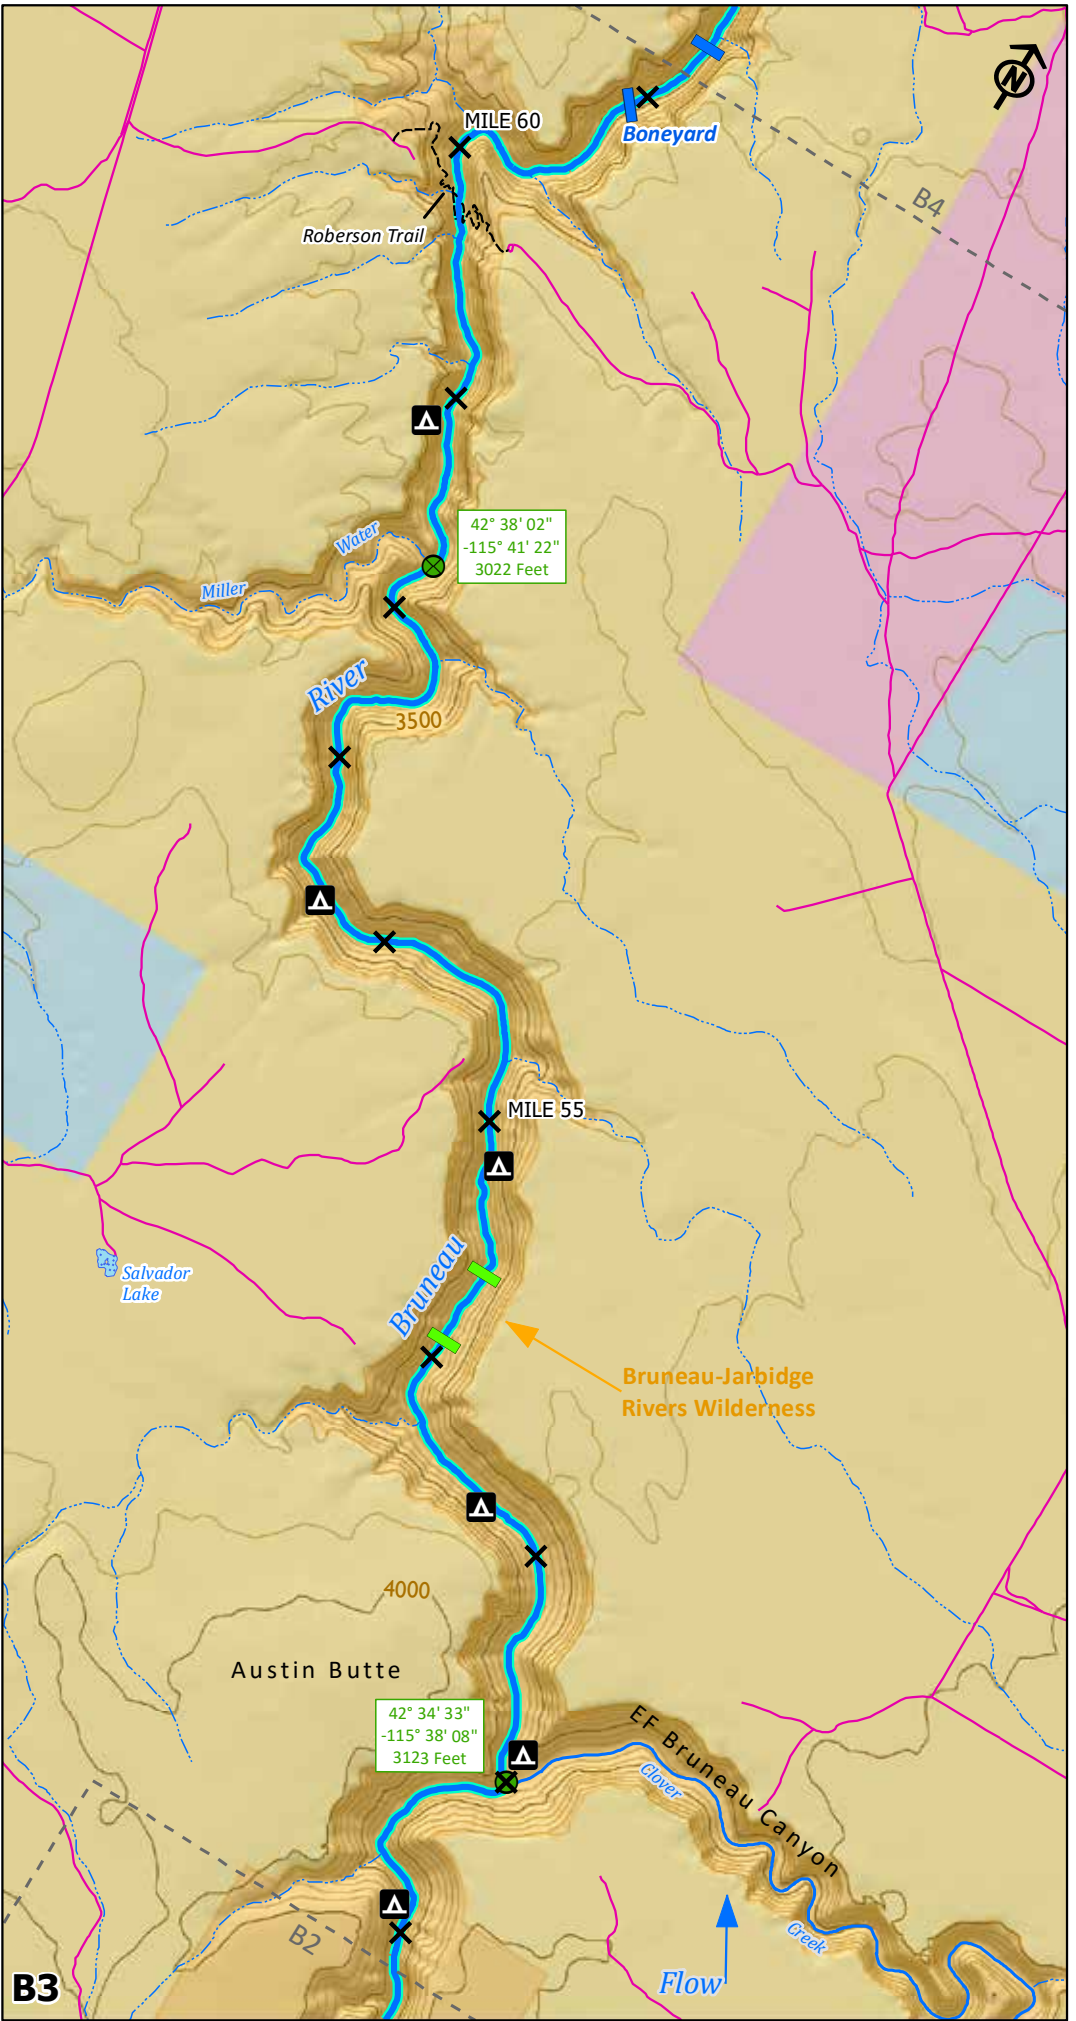 N
MILE 60
Boneyard
B4
Roberson Trail
42° 38' 02"
-115° 41' 22"
3022 Feet
Water
Miller
River
3500
MILE 55
Salvador
Lake
Bruneau
Bruneau-Jarbidge
Rivers Wilderness
4000
Austin Butte
42° 34' 33"
-115° 38' 08"
3123 Feet
EF Bruneau Canyon
Clover
Creek
B2
Flow
B3